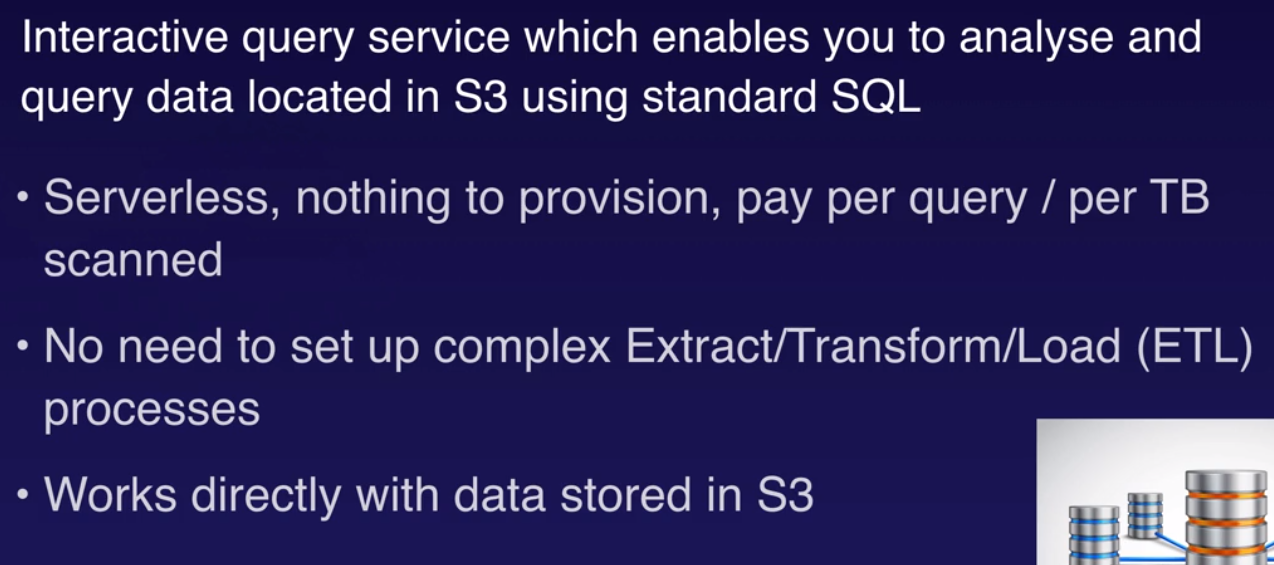 Interactive query service which enables you to analyse and
query data located in S3 using standard SQL
• Serverless, nothing to provision, pay per query / per TB
scanned
• No need to set up complex Extract/Transform/Load (ETL)
processes
• Works directly with data stored in S3